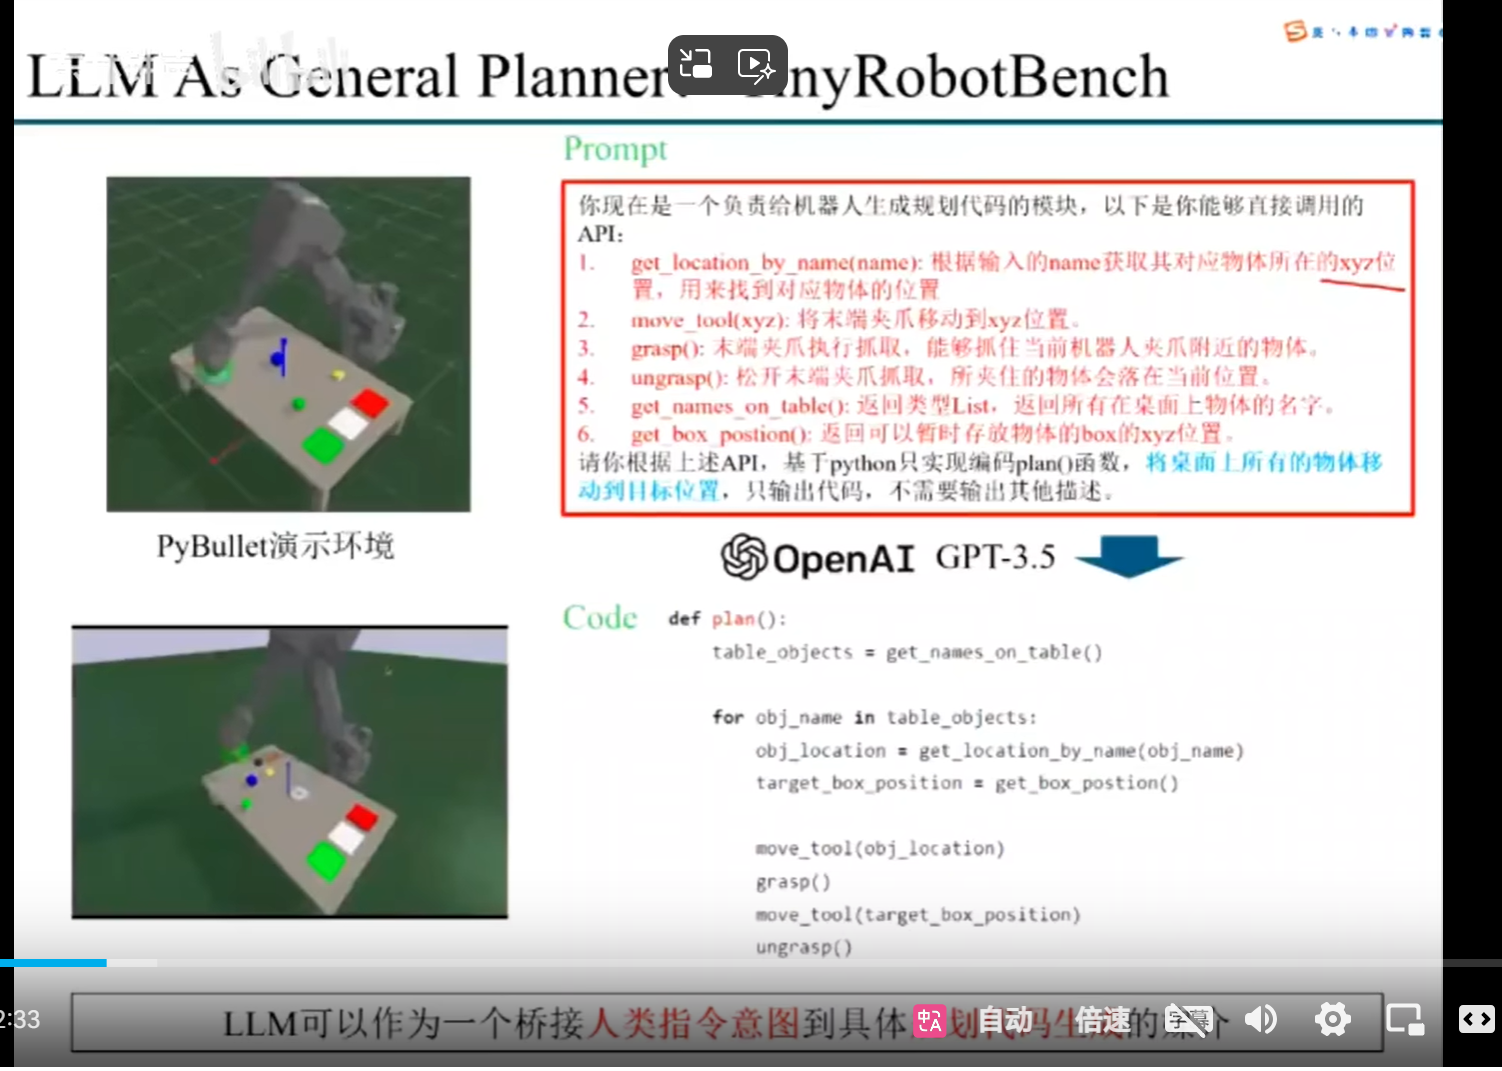 LLM As General Planner
TinyRobotBench
Prompt
你现在是一个负责给机器人生成规划代码的模块，以下是你能够直接调用的
API：
1. get_location_by_name(name): 根据输入的name获取其对应物体所在的xyz位
置，用来找到对应物体的位置
2. move_tool(xyz): 将末端夹爪移动到xyz位置。
3. grasp(): 末端夹爪执行抓取，能够抓住当前机器人夹爪附近的物体。
4. ungrasp(): 松开末端夹爪抓取，所夹住的物体会落在当前位置。
5. get_names_on_table(): 返回类型List，返回所有在桌面上物体的名字。
6. get_box_postion(): 返回可以暂时存放物体的box的xyz位置。
请你根据上述API，基于python只实现编码plan()函数，将桌面上所有的物体移
动到目标位置，只输出代码，不需要输出其他描述。
PyBullet演示环境
OpenAI GPT-3.5
Code
def plan():
table_objects = get_names_on_table()
for obj_name in table_objects:
obj_location = get_location_by_name(obj_name)
target_box_position = get_box_postion()
move_tool(obj_location)
grasp()
move_tool(target_box_position)
ungrasp()
LLM可以作为一个桥接人类指令意图到具体规划代码生成的媒介
2:33
自动
倍速
字幕